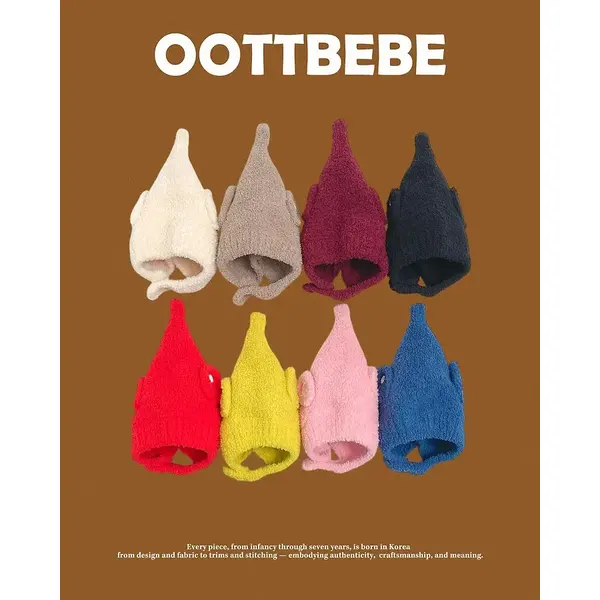 OOTTBEBE
Every piece, from infancy through seven years, is born in Korea
from design and fabric to trims and stitching — embodying authenticity, craftsmanship, and meaning.